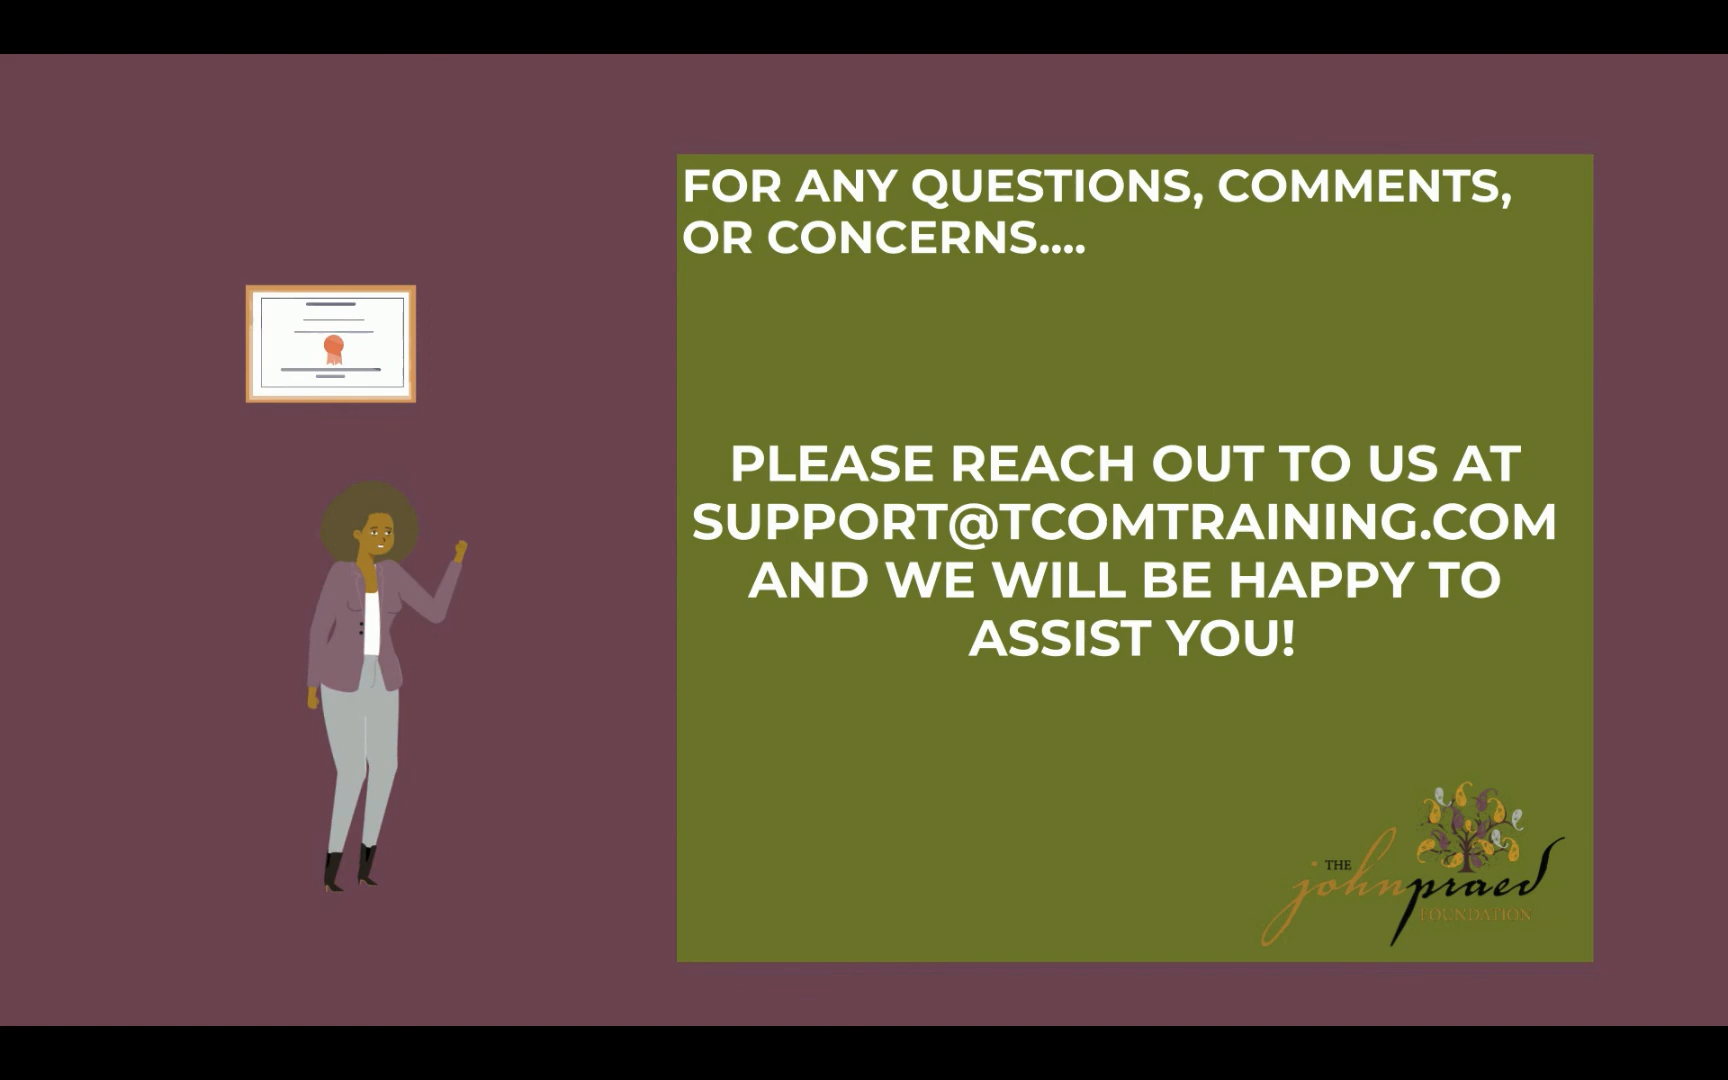 FOR ANY QUESTIONS, COMMENTS,
OR CONCERNS....
PLEASE REACH OUT TO US AT
SUPPORT@TCOMTRAINING.COM
AND WE WILL BE HAPPY TO
ASSIST YOU!
THE
johnpraed
FOUNDATION